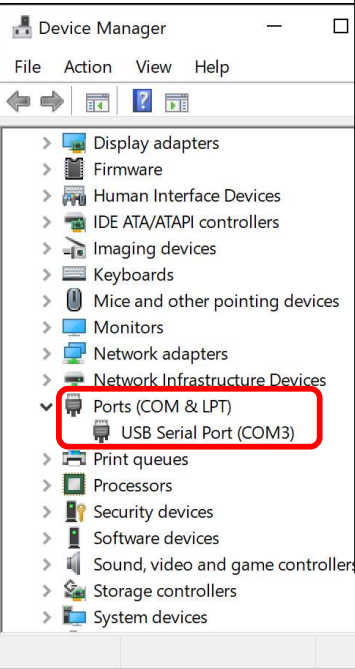 Device Manager
File Action View Help
Display adapters
Firmware
Human Interface Devices
IDE ATA/ATAPI controllers
Imaging devices
Keyboards
Mice and other pointing devices
Monitors
Network adapters
Network Infrastructure Devices
Ports (COM & LPT)
USB Serial Port (COM3)
Print queues
Processors
Security devices
Software devices
Sound, video and game controllers
Storage controllers
System devices